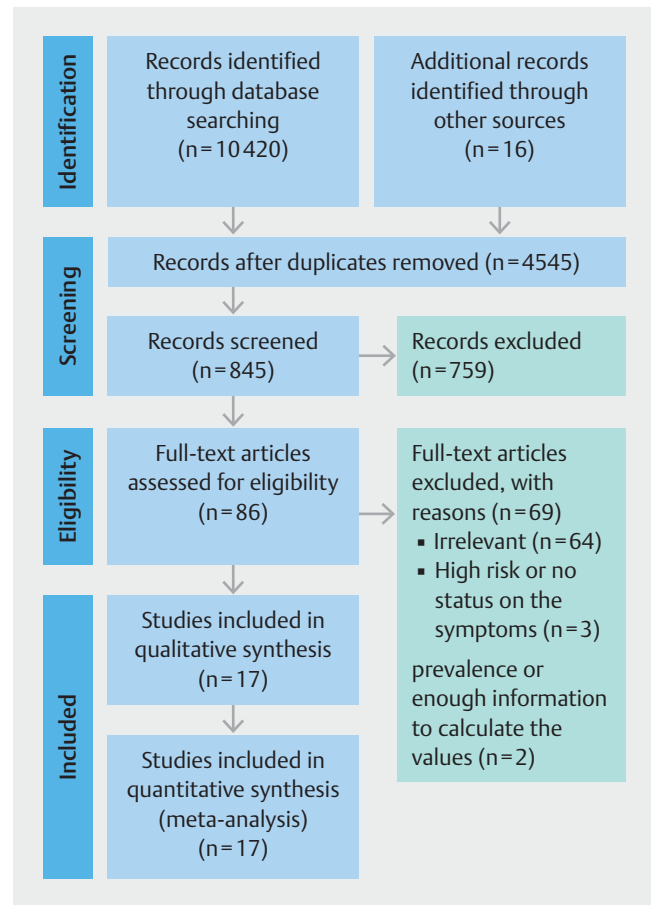 Identification
Records identified
through database
searching
(n=10 420)
Additional records
identified through
other sources
(n=16)
Screening
Records after duplicates removed (n=4545)
Records screened
(n=845)
Records excluded
(n=759)
Eligibility
Full-text articles
assessed for eligibility
(n=86)
Full-text articles
excluded, with
reasons (n=69)
▪ Irrelevant (n=64)
▪ High risk or no
status on the
symptoms (n=3)
prevalence or
enough information
to calculate the
values (n=2)
Included
Studies included in
qualitative synthesis
(n=17)
Studies included in
quantitative synthesis
(meta-analysis)
(n=17)